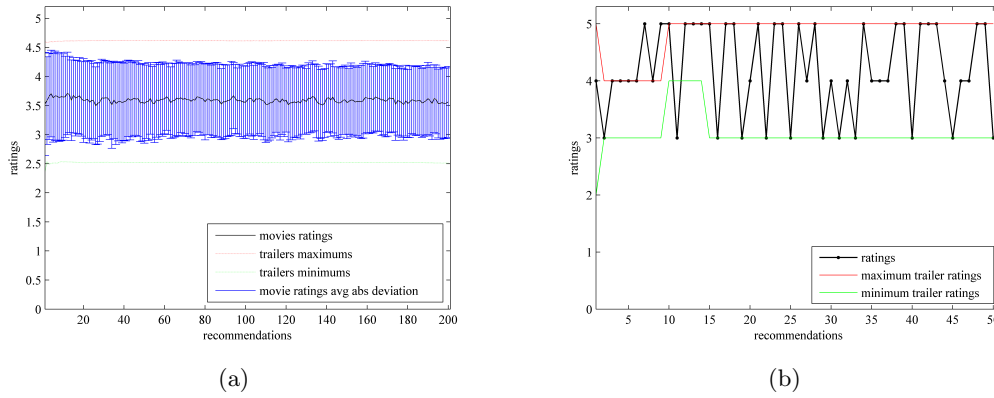 5
4.5
4
3.5
3
2.5
2
1.5
1
0.5
0
ratings
20 40 60 80 100 120 140 160 180 200
recommendations
movies ratings
trailers maximums
trailers minimums
movie ratings avg abs deviation
(a)
5
4
3
2
1
0
ratings
5 10 15 20 25 30 35 40 45 50
recommendations
ratings
maximum trailer ratings
minimum trailer ratings
(b)